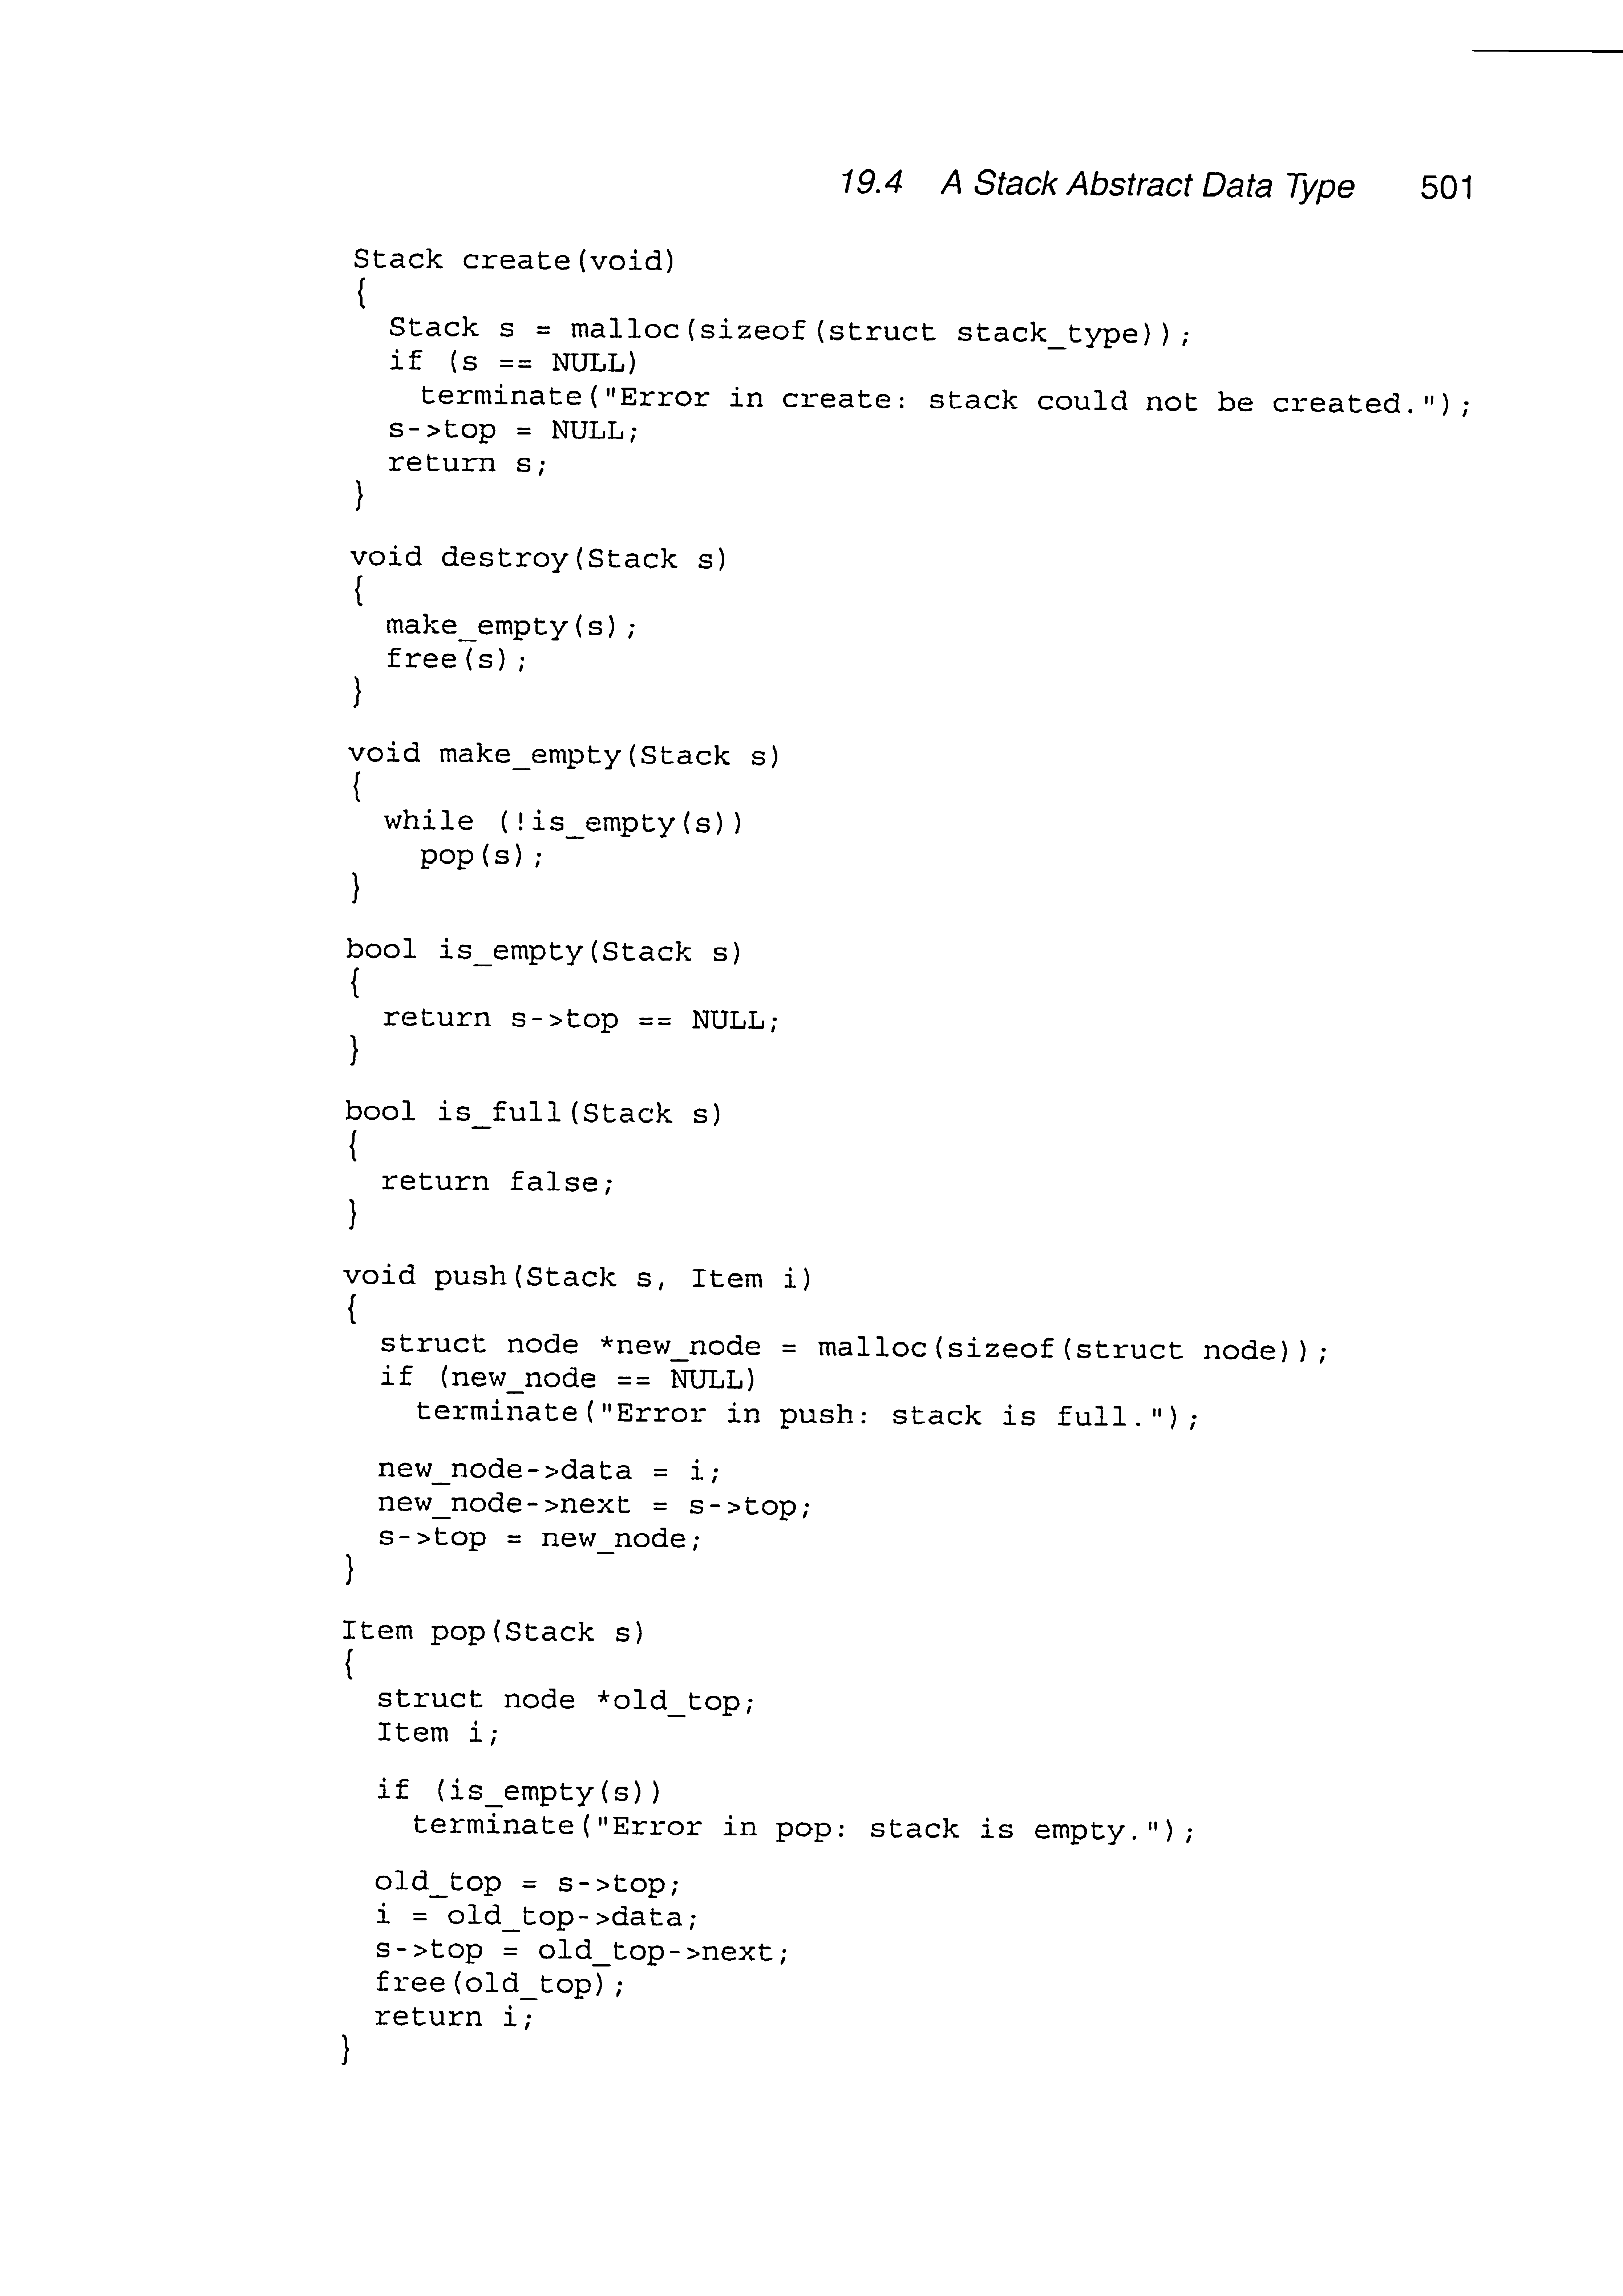 19.4 A Stack Abstract Data Type 501
Stack create(void)
{
  Stack s = malloc(sizeof(struct stack_type));
  if (s == NULL)
    terminate("Error in create: stack could not be created.");
  s->top = NULL;
  return s;
}
void destroy(Stack s)
{
  make_empty(s);
  free(s);
}
void make_empty(Stack s)
{
  while (!is_empty(s))
    pop(s);
}
bool is_empty(Stack s)
{
  return s->top == NULL;
}
bool is_full(Stack s)
{
  return false;
}
void push(Stack s, Item i)
{
  struct node *new_node = malloc(sizeof(struct node));
  if (new_node == NULL)
    terminate("Error in push: stack is full.");
  new_node->data = i;
  new_node->next = s->top;
  s->top = new_node;
}
Item pop(Stack s)
{
  struct node *old_top;
  Item i;
  if (is_empty(s))
    terminate("Error in pop: stack is empty.");
  old_top = s->top;
  i = old_top->data;
  s->top = old_top->next;
  free(old_top);
  return i;
}